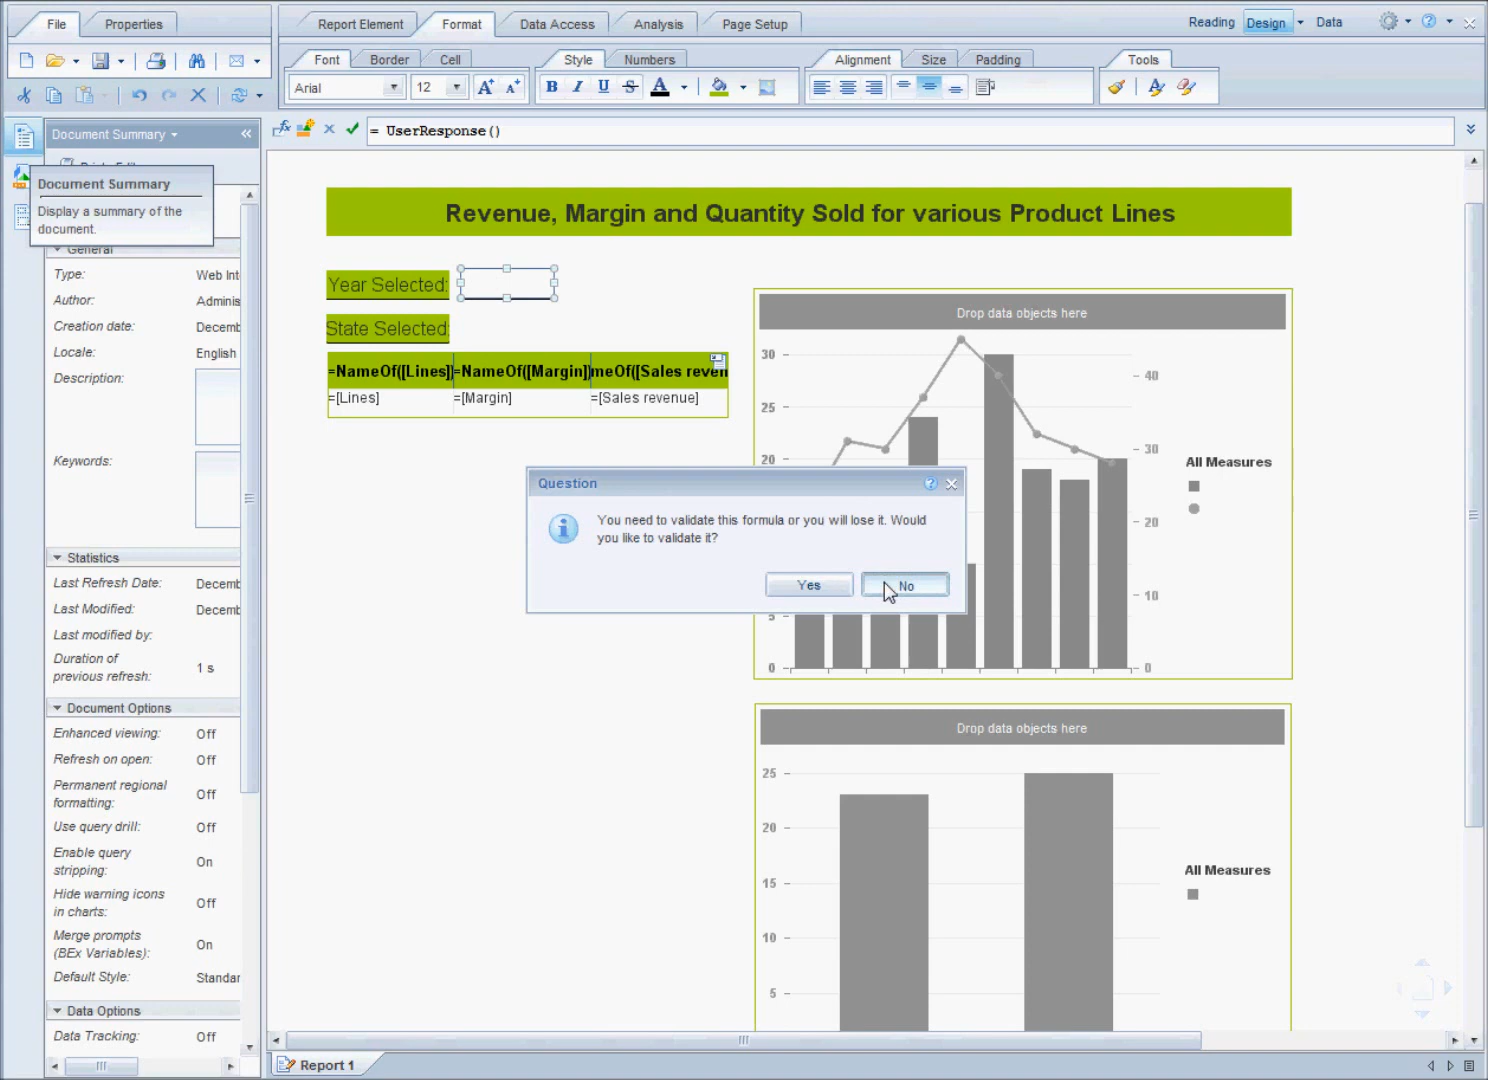 File
Properties
Report Element
Format
Data Access
Analysis
Page Setup
Reading
Design
Data
Font
Border
Cell
Style
Numbers
Alignment
Size
Padding
Tools
Arial
12
Document Summary
= UserResponse()
Document Summary
Display a summary of the
document.
General
Type:
Web Int
Author:
Adminis
Creation date:
Decemb
Locale:
English
Description:
Keywords:
Statistics
Last Refresh Date:
Decemb
Last Modified:
Decemb
Last modified by:
Duration of
previous refresh:
1 s
Document Options
Enhanced viewing:
Off
Refresh on open:
Off
Permanent regional
formatting:
Off
Use query drill:
Off
Enable query
stripping:
On
Hide warning icons
in charts:
Off
Merge prompts
(BEx Variables):
On
Default Style:
Standar
Data Options
Data Tracking:
Off
Revenue, Margin and Quantity Sold for various Product Lines
Year Selected:
State Selected:
=NameOf([Lines])
=NameOf([Margin])
meOf([Sales reven
=[Lines]
=[Margin]
=[Sales revenue]
Drop data objects here
30
25
20
5
0
40
30
20
10
0
All Measures
Question
You need to validate this formula or you will lose it. Would
you like to validate it?
Yes
No
Drop data objects here
25
20
15
10
5
All Measures
Report 1